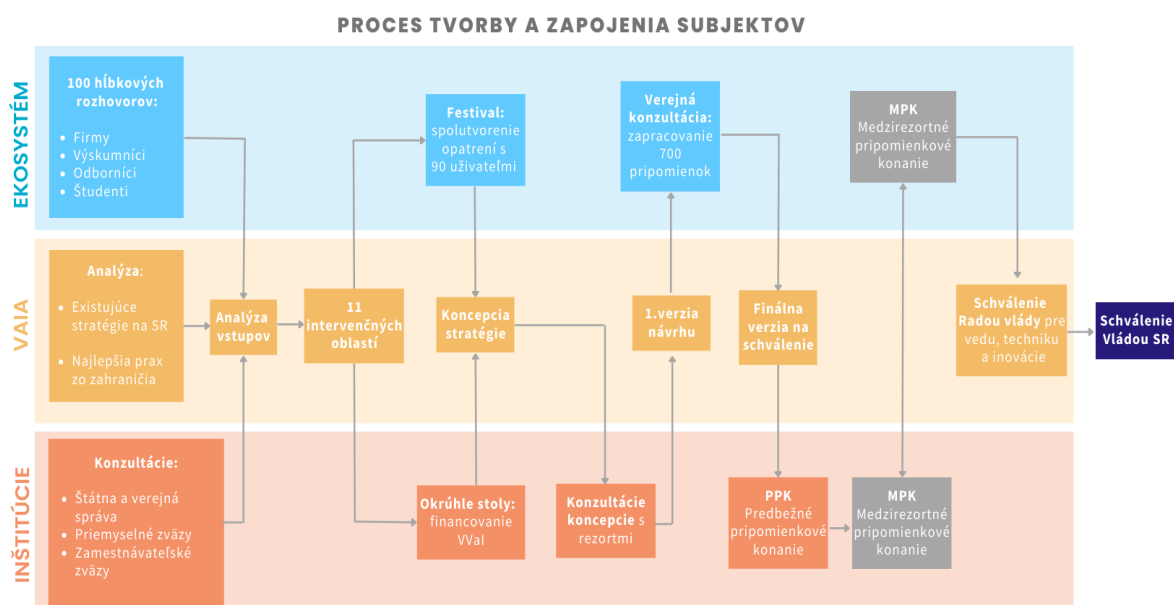 PROCES TVORBY A ZAPOJENIA SUBJEKTOV
EKOSYSTÉM
100 hĺbkových
rozhovorov:
• Firmy
• Výskumníci
• Odborníci
• Študenti
Festival:
spolutvorenie
opatrení s
90 uživateľmi
Verejná
konzultácia:
zapracovanie
700
pripomienok
MPK
Medzirezortné
pripomienkové
konanie
VAIA
Analýza:
• Existujúce
stratégie na SR
• Najlepšia prax
zo zahraničia
Analýza
vstupov
11
intervenčných
oblastí
Koncepcia
stratégie
1.verzia
návrhu
Finálna
verzia na
schválenie
Schválenie
Radou vlády pre
vedu, techniku
a inovácie
Schválenie
Vládou SR
INŠTITÚCIE
Konzultácie:
• Štátna a verejná
správa
• Priemyselné zväzy
• Zamestnávateľské
zväzy
Okrúhle stoly:
financovanie
VVaI
Konzultácie
koncepcie s
rezortmi
PPK
Predbežné
pripomienkové
konanie
MPK
Medzirezortné
pripomienkové
konanie